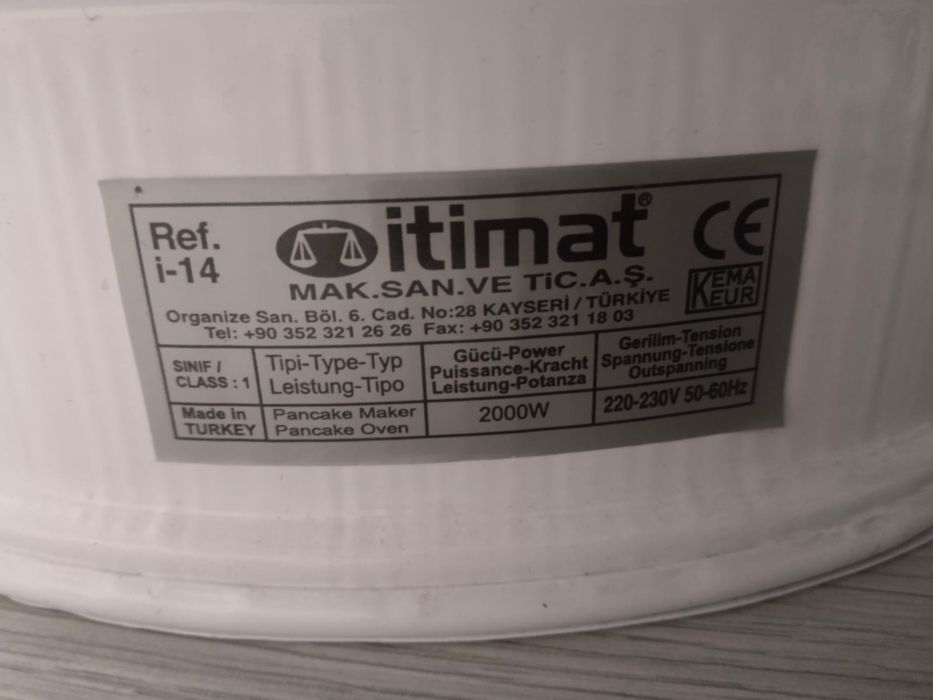 Ref.
i-14
itimat®
MAK.SAN.VE TİC.A.Ş.
Organize San. Böl. 6. Cad. No:28 KAYSERİ / TÜRKİYE
Tel: +90 352 321 26 26 Fax: +90 352 321 18 03
CE
KEMA
KEUR
SINIF /
CLASS : 1
Tipi-Type-Typ
Leistung-Tipo
Gücü-Power
Puissance-Kracht
Leistung-Potanza
Gerilim-Tension
Spannung-Tensione
Outspanning
Made in
TURKEY
Pancake Maker
Pancake Oven
2000W
220-230V 50-60Hz